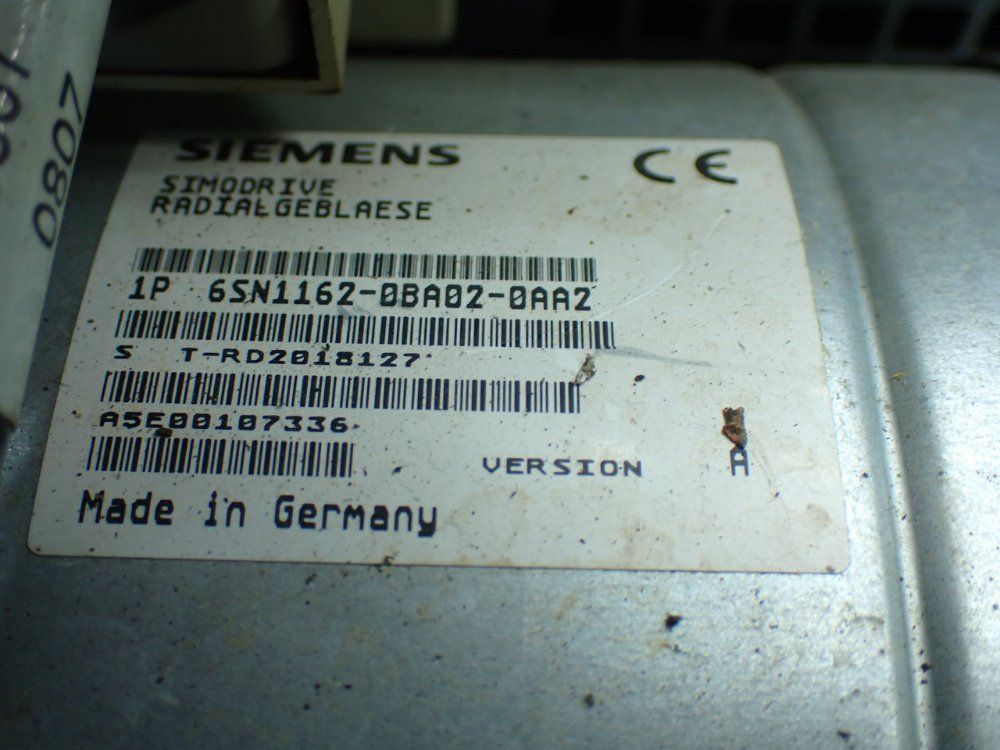 SIEMENS
CE
SIMODRIVE
RADIALGEBLAESE
1P 6SN1162-0BA02-0AA2
S T-RD2018127
A5E00107336
VERSION A
Made in Germany
0807